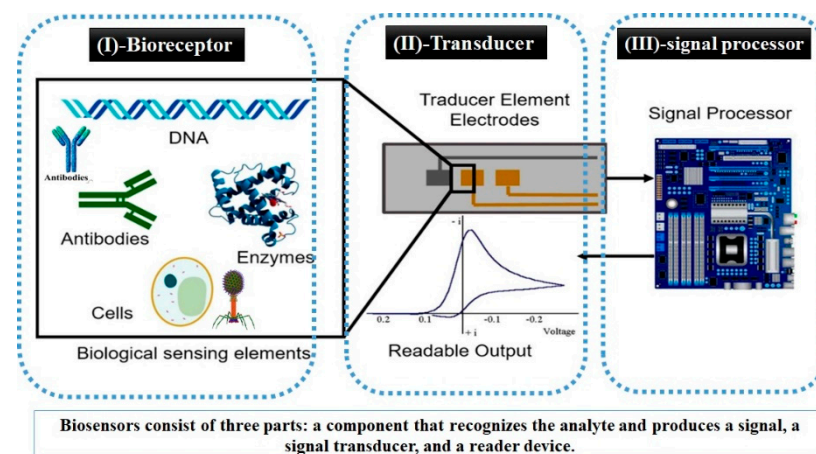 (I)-Bioreceptor
DNA
Antibodies
Antibodies
Enzymes
Cells
Biological sensing elements
(II)-Transducer
Traducer Element
Electrodes
- i
0.2
0.1
-0.1
-0.2
+ i
Voltage
Readable Output
(III)-signal processor
Signal Processor
Biosensors consist of three parts: a component that recognizes the analyte and produces a signal, a
signal transducer, and a reader device.